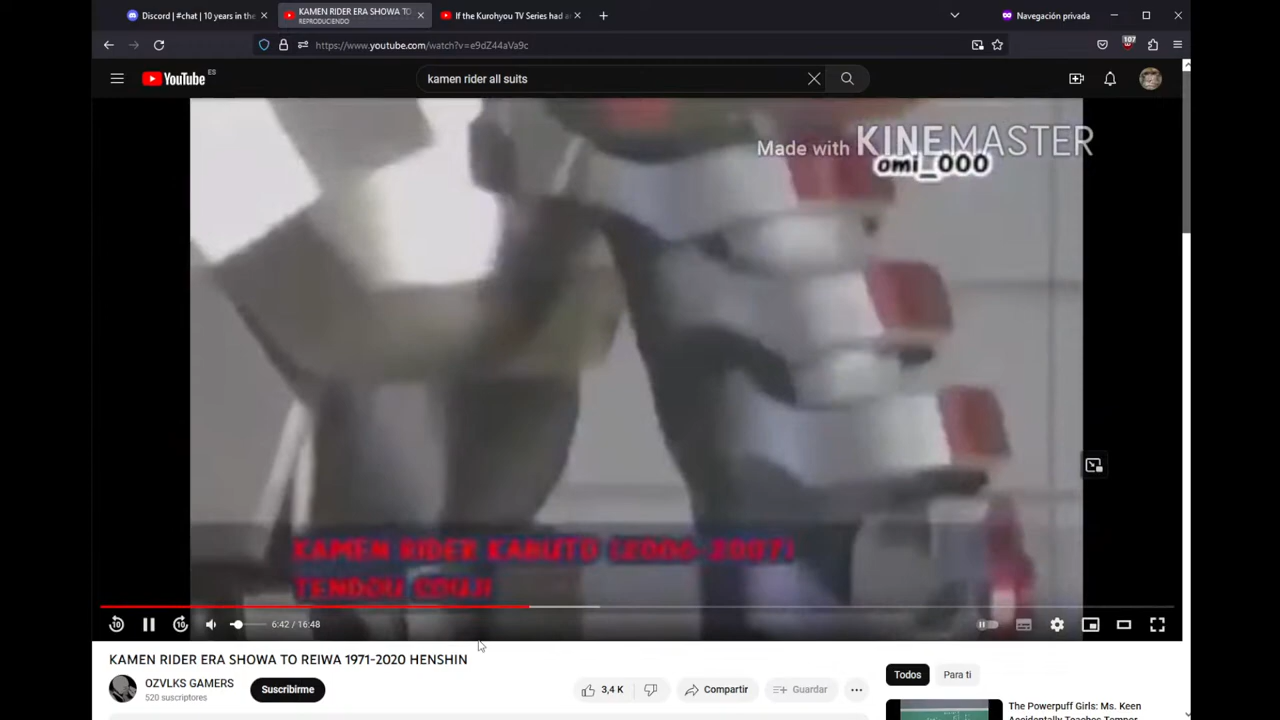 Discord | #chat | 10 years in the
KAMEN RIDER ERA SHOWA TO
REPRODUCIENDO
If the Kurohyou TV Series had a
Navegación privada
https://www.youtube.com/watch?v=e9dZ44aVa9c
107
YouTube ES
kamen rider all suits
Made with KINEMASTER
omi_000
KAMEN RIDER KABUTO (2006-2007)
TENDOU SOUJI
10
10
6:42 / 16:48
KAMEN RIDER ERA SHOWA TO REIWA 1971-2020 HENSHIN
OZVLKS GAMERS
520 suscriptores
Suscribirme
3,4 K
Compartir
Guardar
Todos
Para ti
The Powerpuff Girls: Ms. Keen
Accidentally Teaches Temper